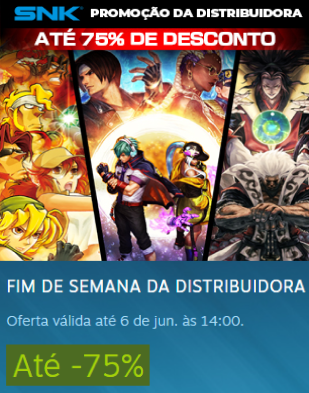 SNK PROMOÇÃO DA DISTRIBUIDORA
ATÉ 75% DE DESCONTO
FIM DE SEMANA DA DISTRIBUIDORA
Oferta válida até 6 de jun. às 14:00.
Até -75%